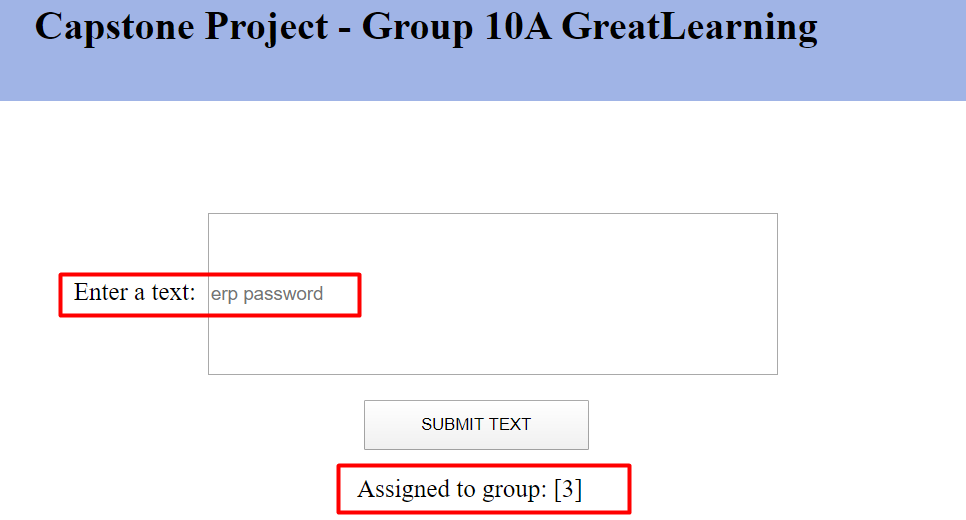 Capstone Project - Group 10A GreatLearning
Enter a text: erp password
SUBMIT TEXT
Assigned to group: [3]